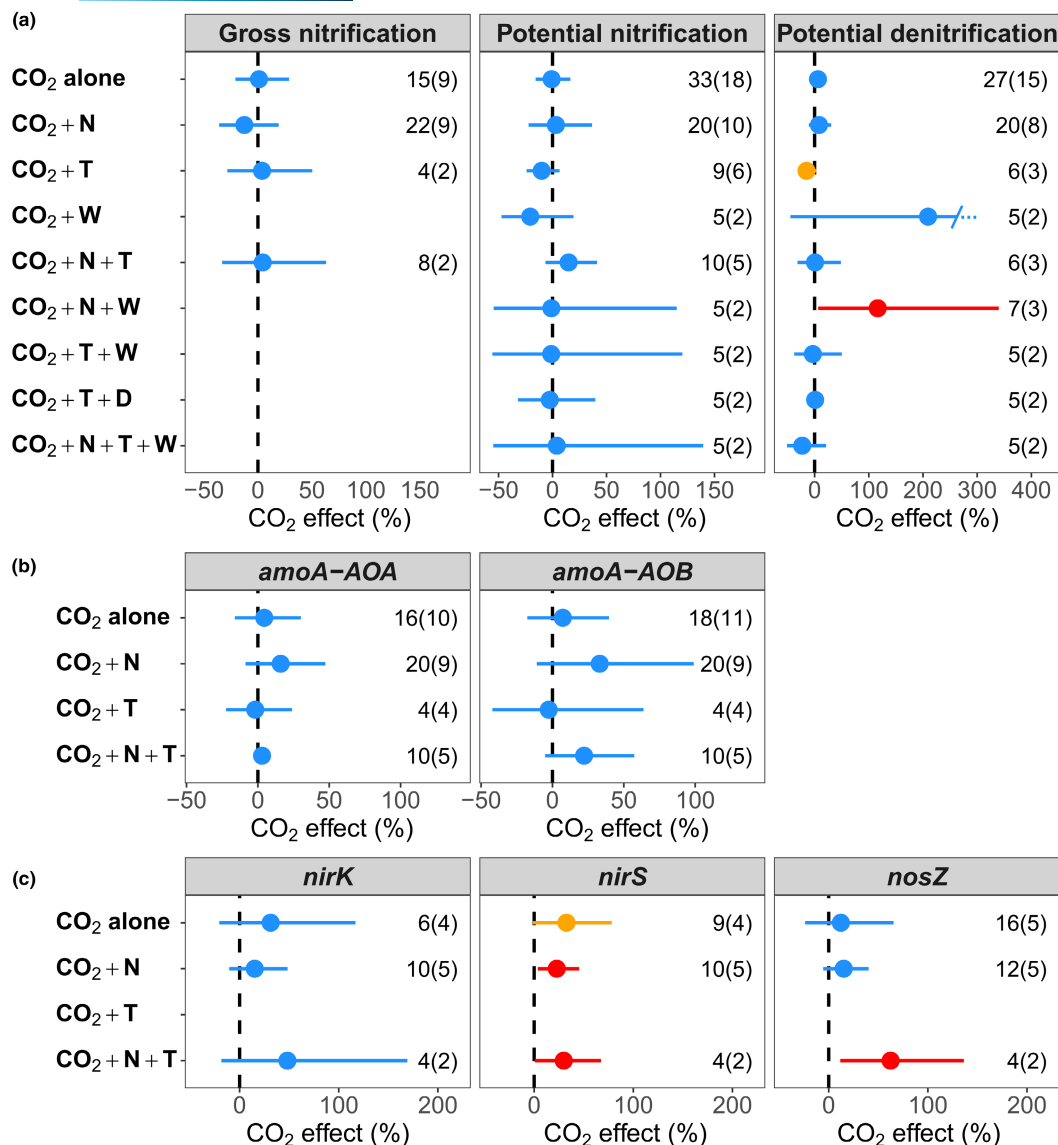 (a)
Gross nitrification Potential nitrification Potential denitrification
CO₂ alone 15(9) 33(18) 27(15)
CO₂ + N 22(9) 20(10) 20(8)
CO₂ + T 4(2) 9(6) 6(3)
CO₂ + W 5(2) 5(2)
CO₂ + N + T 8(2) 10(5) 6(3)
CO₂ + N + W 5(2) 7(3)
CO₂ + T + W 5(2) 5(2)
CO₂ + T + D 5(2) 5(2)
CO₂ + N + T + W 5(2) 5(2)
−50 0 50 100 150 −50 0 50 100 150 0 100 200 300 400
CO₂ effect (%) CO₂ effect (%) CO₂ effect (%)
(b)
amoA−AOA amoA−AOB
CO₂ alone 16(10) 18(11)
CO₂ + N 20(9) 20(9)
CO₂ + T 4(4) 4(4)
CO₂ + N + T 10(5) 10(5)
−50 0 50 100 −50 0 50 100
CO₂ effect (%) CO₂ effect (%)
(c)
nirK nirS nosZ
CO₂ alone 6(4) 9(4) 16(5)
CO₂ + N 10(5) 10(5) 12(5)
CO₂ + T
CO₂ + N + T 4(2) 4(2) 4(2)
0 100 200 0 100 200 0 100 200
CO₂ effect (%) CO₂ effect (%) CO₂ effect (%)